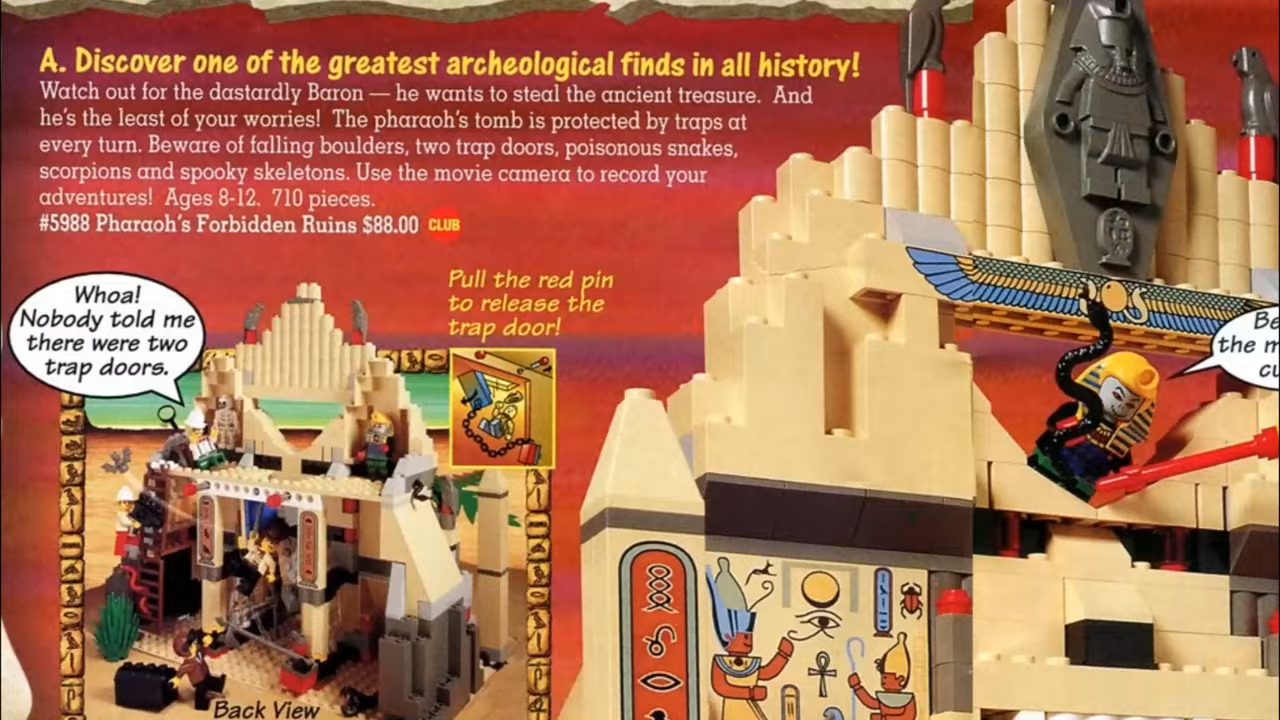 A. Discover one of the greatest archeological finds in all history!
Watch out for the dastardly Baron — he wants to steal the ancient treasure. And
he's the least of your worries! The pharaoh's tomb is protected by traps at
every turn. Beware of falling boulders, two trap doors, poisonous snakes,
scorpions and spooky skeletons. Use the movie camera to record your
adventures! Ages 8-12. 710 pieces.
#5988 Pharaoh's Forbidden Ruins $88.00 CLUB
Whoa!
Nobody told me
there were two
trap doors.
Pull the red pin
to release the
trap door!
the
Back View